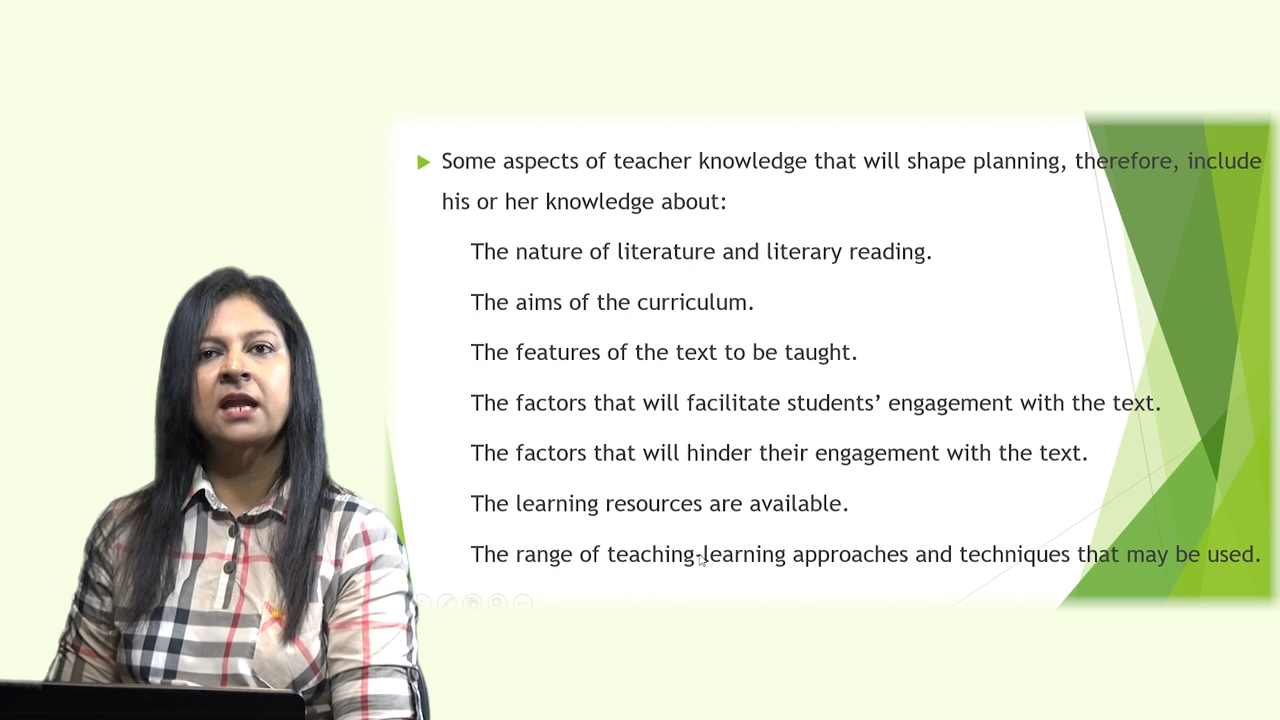 Some aspects of teacher knowledge that will shape planning, therefore, include
his or her knowledge about:
The nature of literature and literary reading.
The aims of the curriculum.
The features of the text to be taught.
The factors that will facilitate students’ engagement with the text.
The factors that will hinder their engagement with the text.
The learning resources are available.
The range of teaching-learning approaches and techniques that may be used.